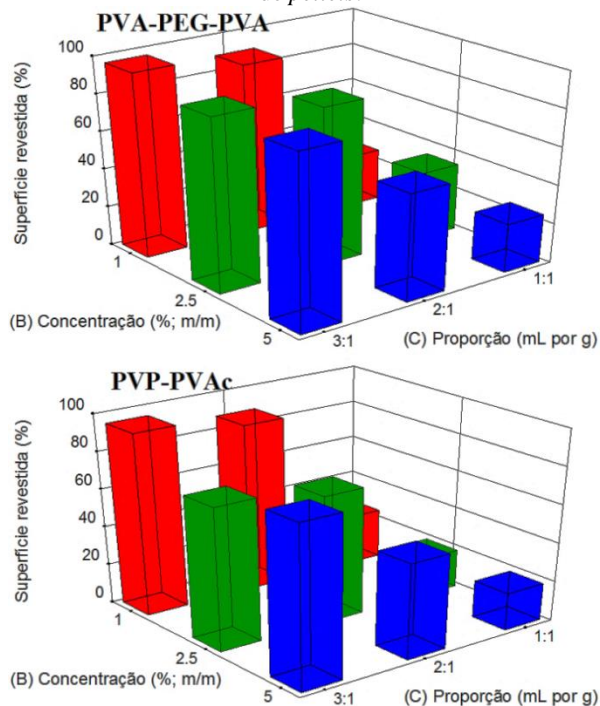 de pellets.
PVA-PEG-PVA
Superfície revestida (%)
100
80
60
40
20
0
1
2.5
5
(B) Concentração (%; m/m)
3:1
2:1
1:1
(C) Proporção (mL por g)
PVP-PVAc
Superfície revestida (%)
100
80
60
40
20
0
1
2.5
5
(B) Concentração (%; m/m)
3:1
2:1
1:1
(C) Proporção (mL por g)